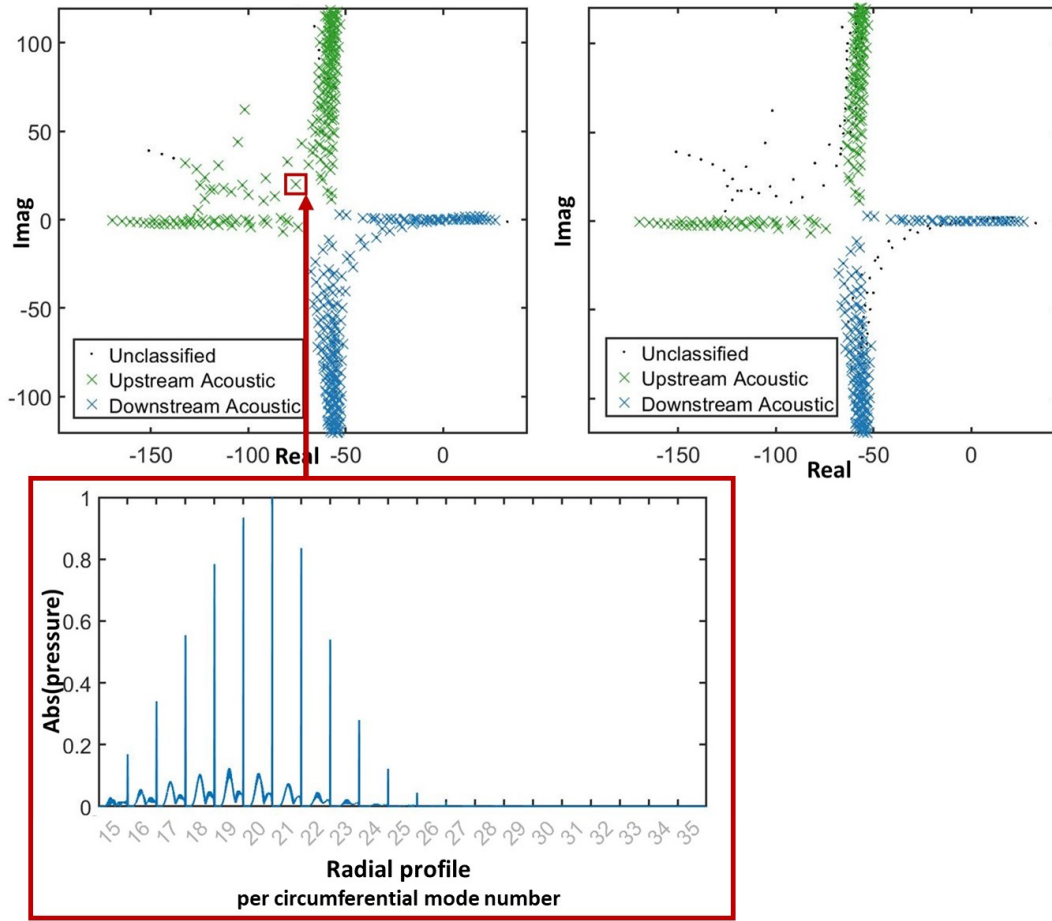 100
50
0
-50
-100
Imag
Unclassified
Upstream Acoustic
Downstream Acoustic
-150
-100
Real
-50
0
Imag
Unclassified
Upstream Acoustic
Downstream Acoustic
-150
-100
-50
0
Real
1
0.8
0.6
0.4
0.2
0
Abs(pressure)
15 16 17 18 19 20 21 22 23 24 25 26 27 28 29 30 31 32 33 34 35
Radial profile
per circumferential mode number